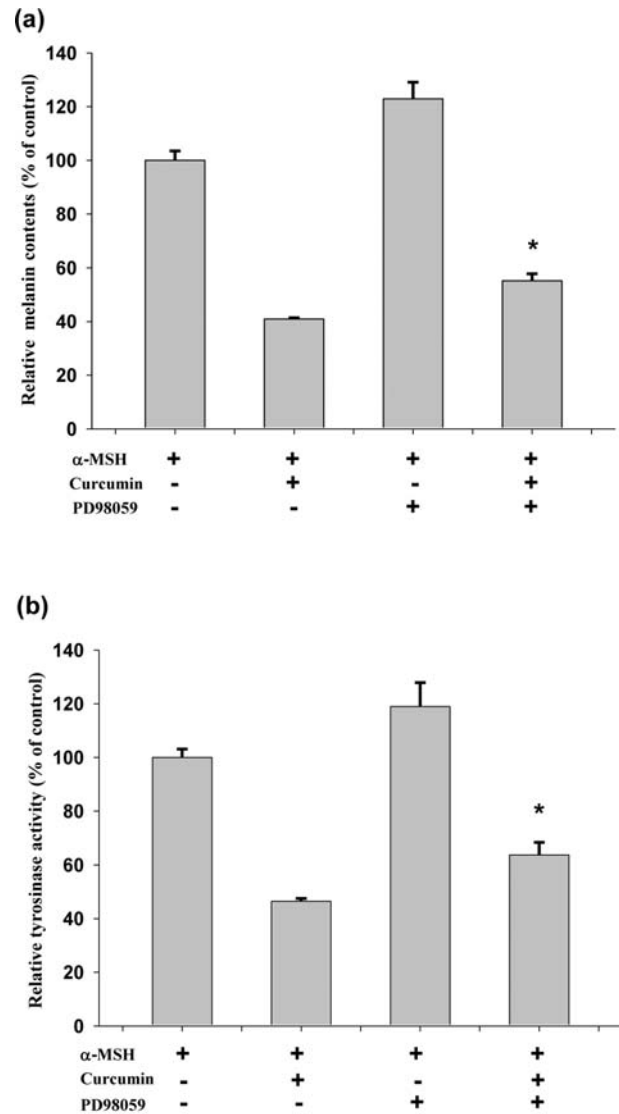 (a)
Relative melanin contents (% of control)
140
120
100
80
60
40
20
0
*
α-MSH + + + +
Curcumin - + - +
PD98059 - - + +
(b)
Relative tyrosinase activity (% of control)
140
120
100
80
60
40
20
0
*
α-MSH + + + +
Curcumin - + - +
PD98059 - - + +